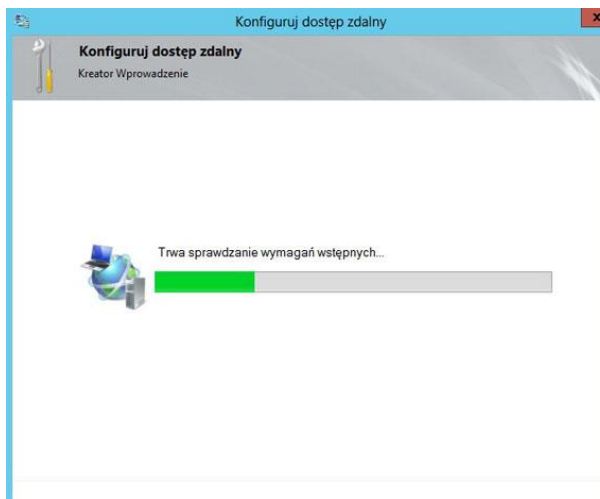 Konfiguruj dostęp zdalny
Konfiguruj dostęp zdalny
Kreator Wprowadzenie
Trwa sprawdzanie wymagań wstępnych...